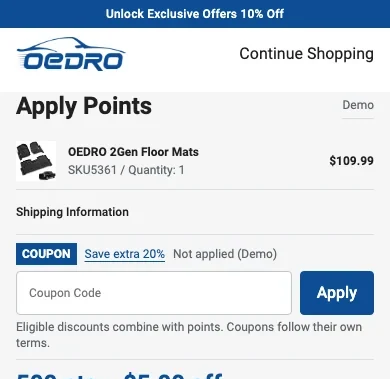 Unlock Exclusive Offers 10% Off
OEDRO
Continue Shopping
Apply Points
Demo
OEDRO 2Gen Floor Mats
$109.99
SKU5361 / Quantity: 1
Shipping Information
COUPON Save extra 20% Not applied (Demo)
Coupon Code
Apply
Eligible discounts combine with points. Coupons follow their own
terms.